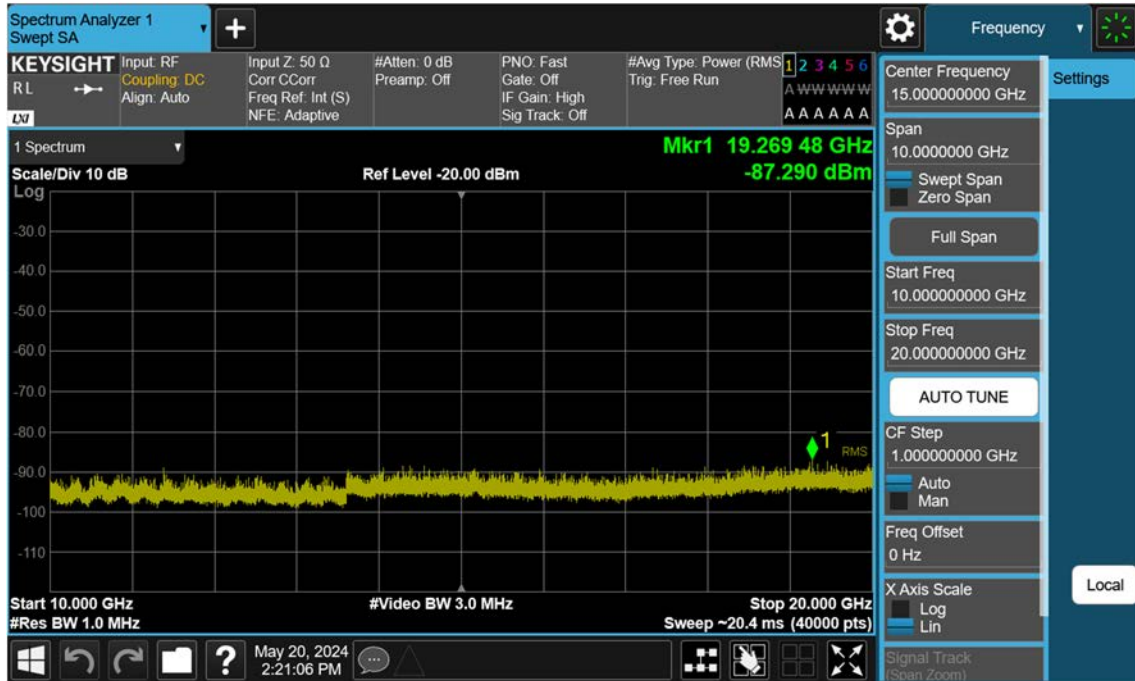 Spectrum Analyzer 1
Swept SA
+
Frequency
KEYSIGHT
R L
LXI
Input: RF
Coupling: DC
Align: Auto
Input Z: 50 Ω
Corr CCorr
Freq Ref: Int (S)
NFE: Adaptive
#Atten: 0 dB
Preamp: Off
PNO: Fast
Gate: Off
IF Gain: High
Sig Track: Off
#Avg Type: Power (RMS
Trig: Free Run
1 2 3 4 5 6
A W W W W W
A A A A A A
1 Spectrum
Mkr1 19.269 48 GHz
Scale/Div 10 dB
Ref Level -20.00 dBm
-87.290 dBm
Log
-30.0
-40.0
-50.0
-60.0
-70.0
-80.0
1
RMS
-90.0
-100
-110
Start 10.000 GHz
#Video BW 3.0 MHz
Stop 20.000 GHz
#Res BW 1.0 MHz
Sweep ~20.4 ms (40000 pts)
Center Frequency
15.000000000 GHz
Settings
Span
10.0000000 GHz
Swept Span
Zero Span
Full Span
Start Freq
10.000000000 GHz
Stop Freq
20.000000000 GHz
AUTO TUNE
CF Step
1.000000000 GHz
Auto
Man
Freq Offset
0 Hz
X Axis Scale
Log
Lin
Local
Signal Track
(Span Zoom)
?
May 20, 2024
2:21:06 PM